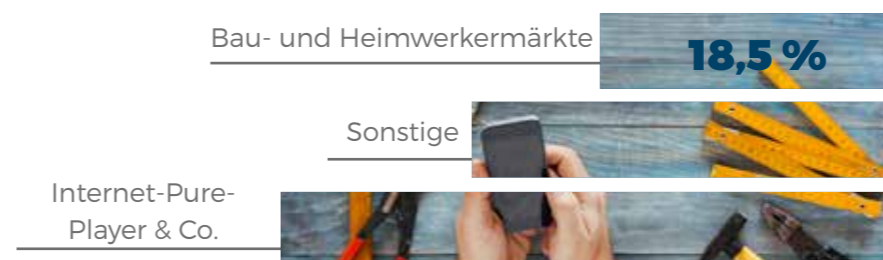 Bau- und Heimwerkermärkte
18,5 %
Sonstige
Internet-Pure-
Player & Co.